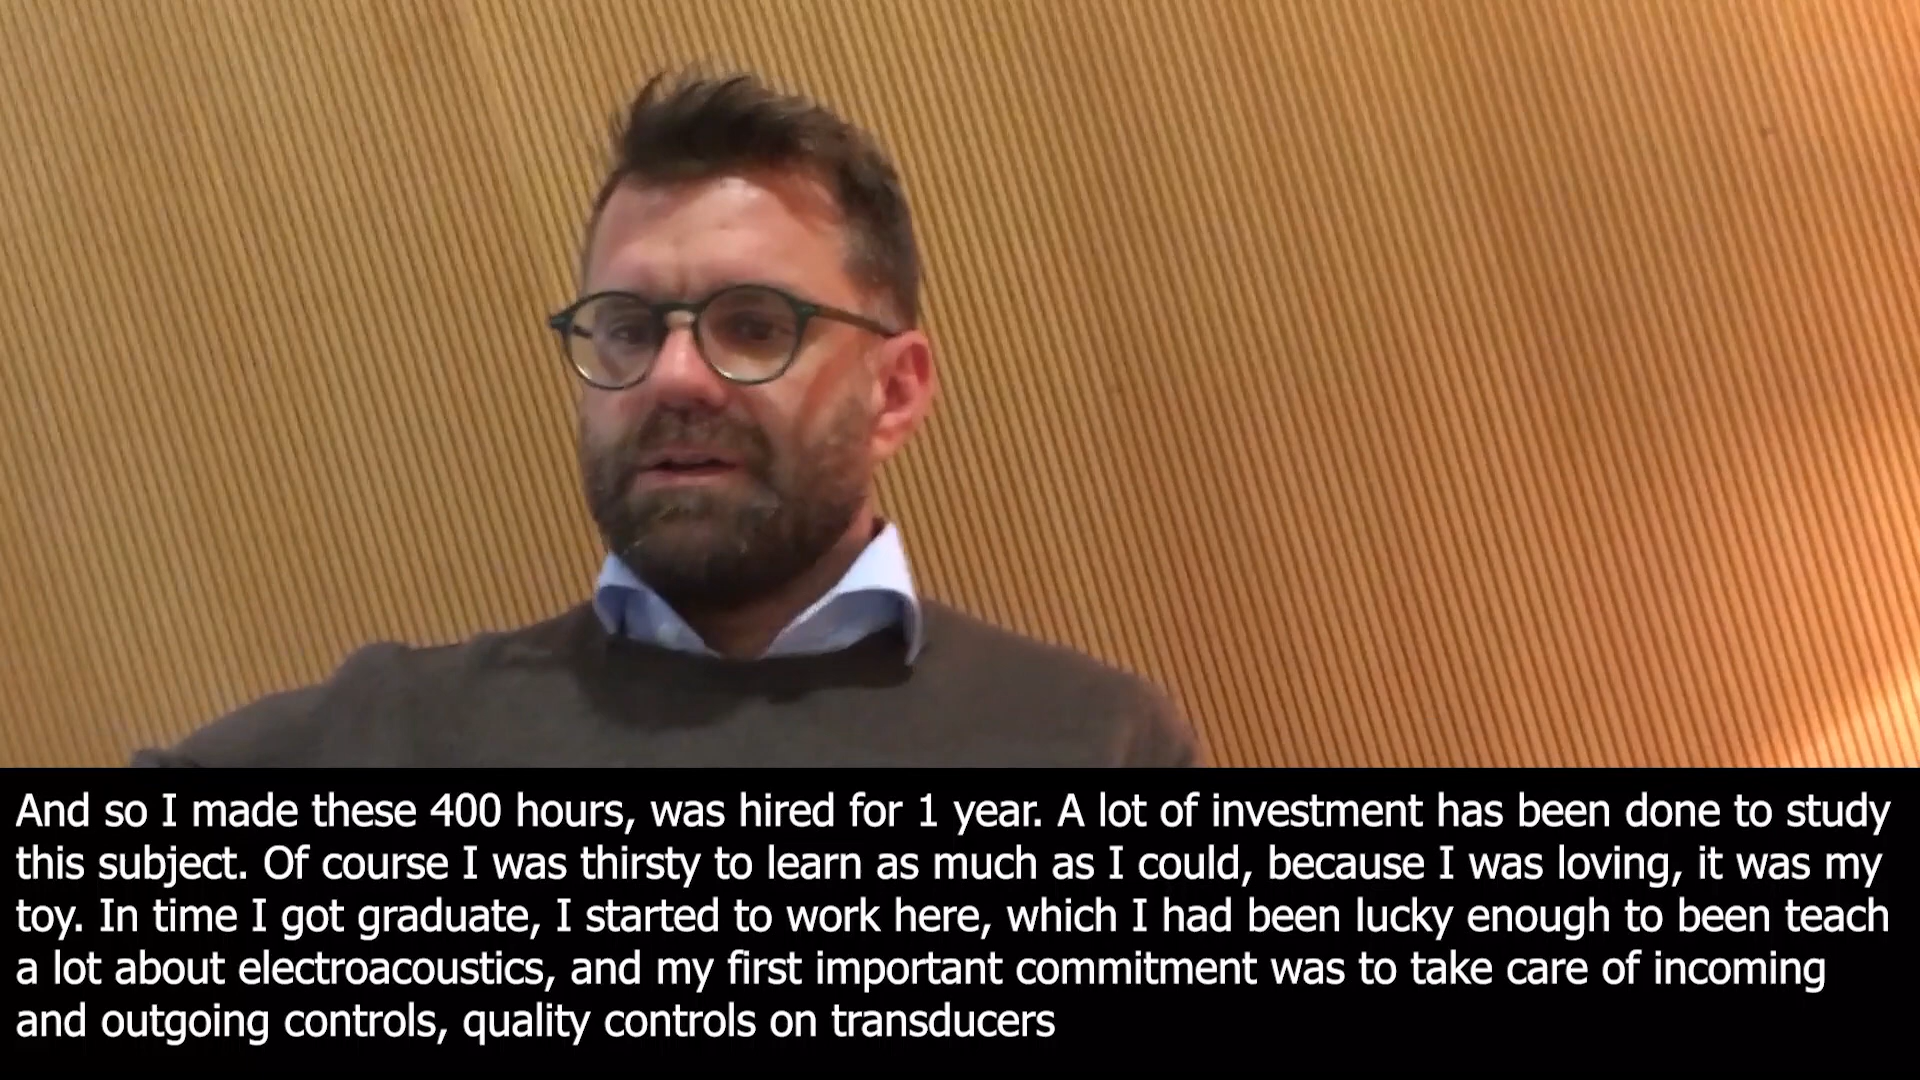 And so I made these 400 hours, was hired for 1 year. A lot of investment has been done to study
this subject. Of course I was thirsty to learn as much as I could, because I was loving, it was my
toy. In time I got graduate, I started to work here, which I had been lucky enough to been teach
a lot about electroacoustics, and my first important commitment was to take care of incoming
and outgoing controls, quality controls on transducers